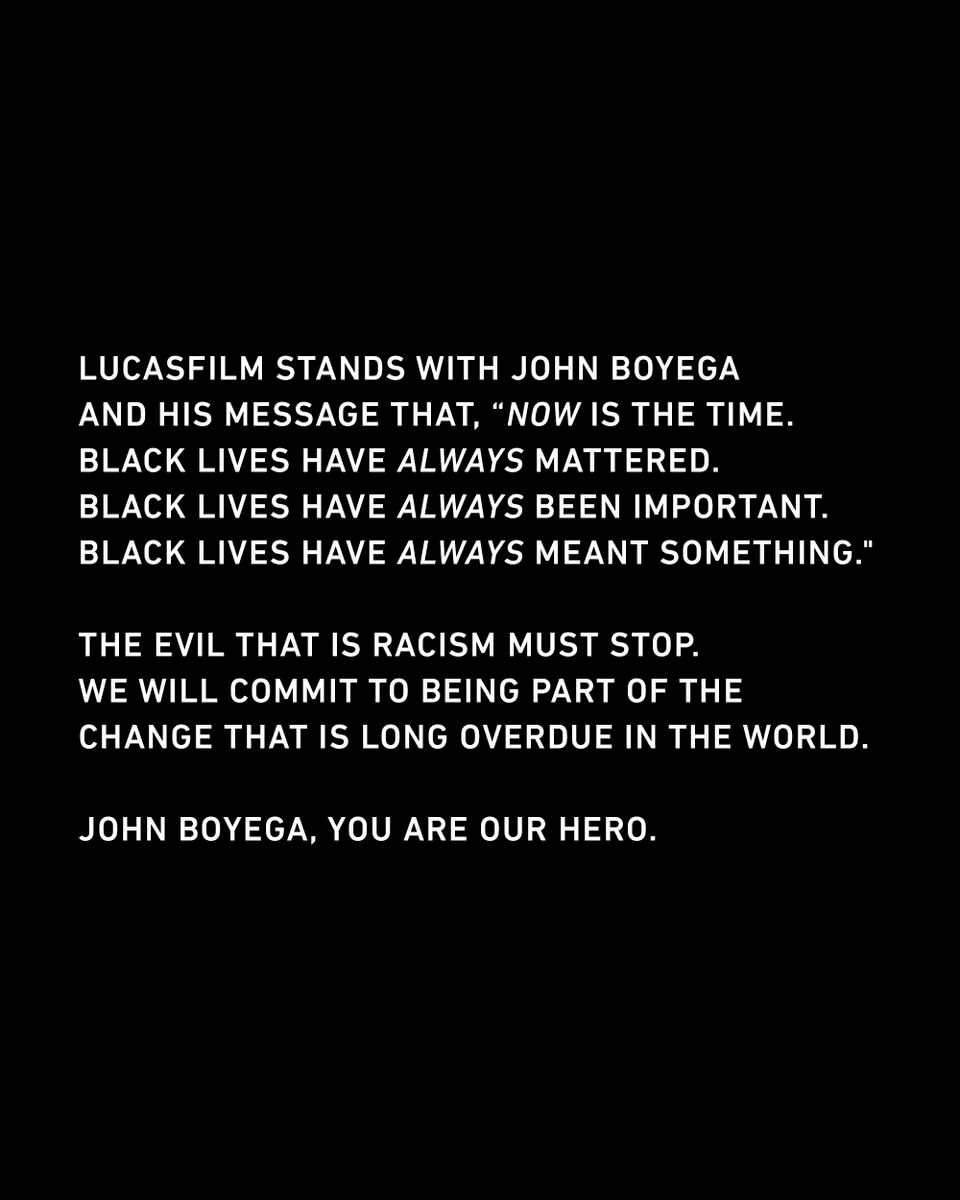 LUCASFILM STANDS WITH JOHN BOYEGA
AND HIS MESSAGE THAT, “NOW IS THE TIME.
BLACK LIVES HAVE ALWAYS MATTERED.
BLACK LIVES HAVE ALWAYS BEEN IMPORTANT.
BLACK LIVES HAVE ALWAYS MEANT SOMETHING."
THE EVIL THAT IS RACISM MUST STOP.
WE WILL COMMIT TO BEING PART OF THE
CHANGE THAT IS LONG OVERDUE IN THE WORLD.
JOHN BOYEGA, YOU ARE OUR HERO.